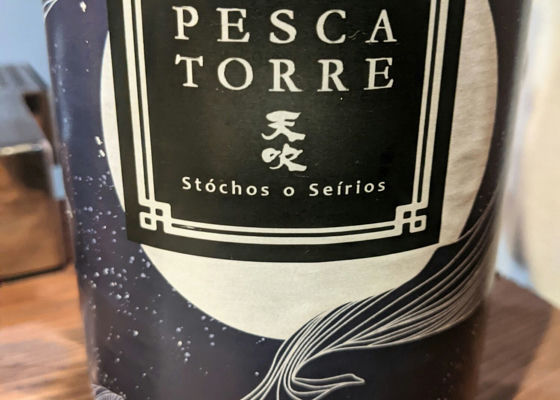 PESCA
TORRE
天
吹
Stóchos o Seírios